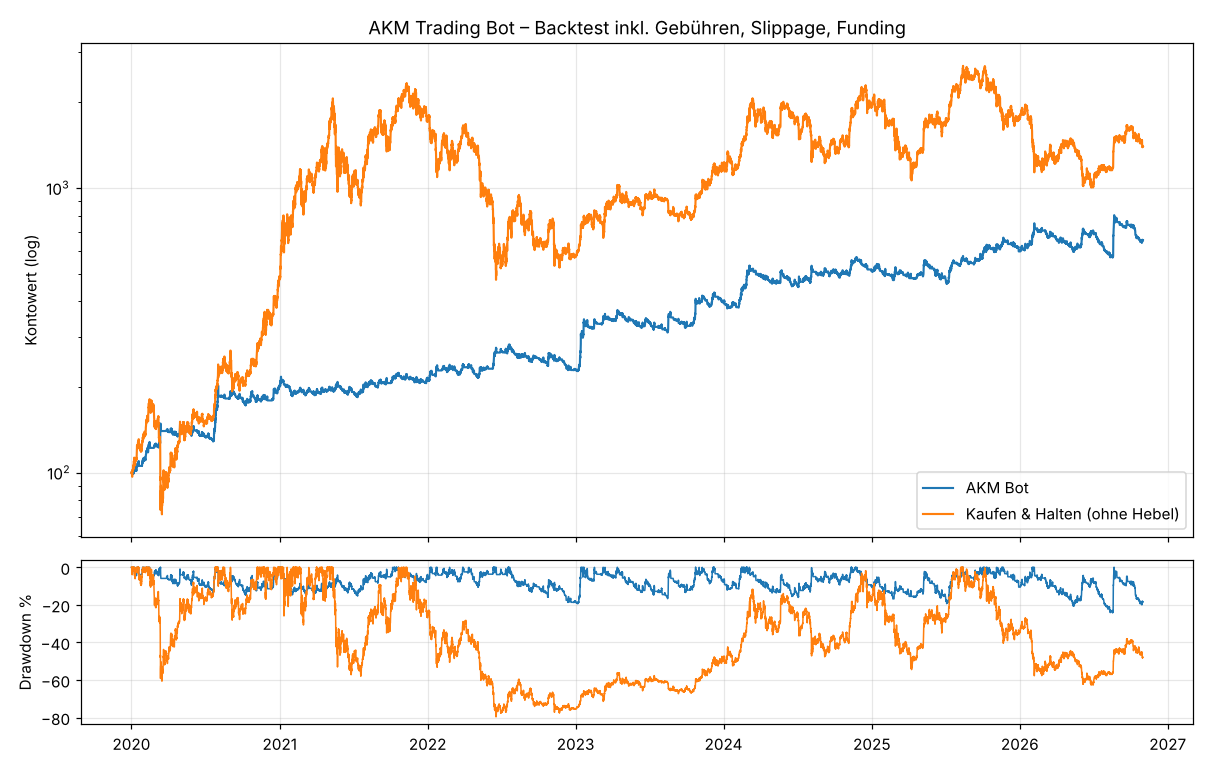 AKM Trading Bot – Backtest inkl. Gebühren, Slippage, Funding
Kontowert (log)
10³
10²
AKM Bot
Kaufen & Halten (ohne Hebel)
Drawdown %
0
−20
−40
−60
−80
2020 2021 2022 2023 2024 2025 2026 2027